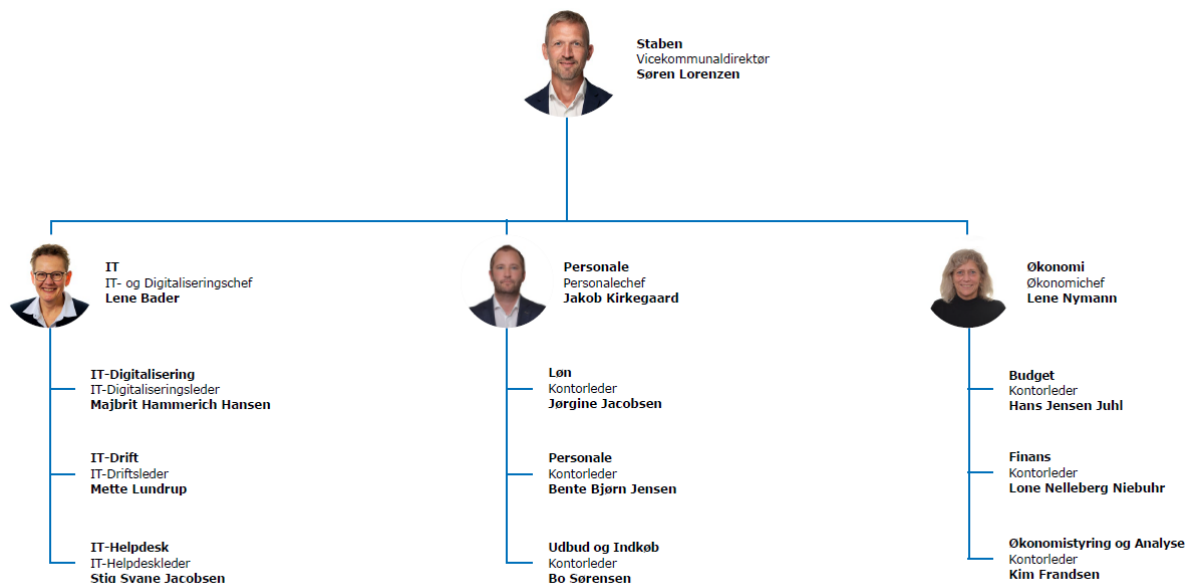 Staben
Vicekommunaldirektør
Søren Lorenzen
IT
IT- og Digitaliseringschef
Lene Bader
Personale
Personalechef
Jakob Kirkegaard
Økonomi
Økonomichef
Lene Nymann
IT-Digitalisering
IT-Digitaliseringsleder
Majbrit Hammerich Hansen
IT-Drift
IT-Driftsleder
Mette Lundrup
IT-Helpdesk
IT-Helpdeskleder
Stig Svane Jacobsen
Løn
Kontorleder
Jørgine Jacobsen
Personale
Kontorleder
Bente Bjørn Jensen
Udbud og Indkøb
Kontorleder
Bo Sørensen
Budget
Kontorleder
Hans Jensen Juhl
Finans
Kontorleder
Lone Nelleberg Niebuhr
Økonomistyring og Analyse
Kontorleder
Kim Frandsen